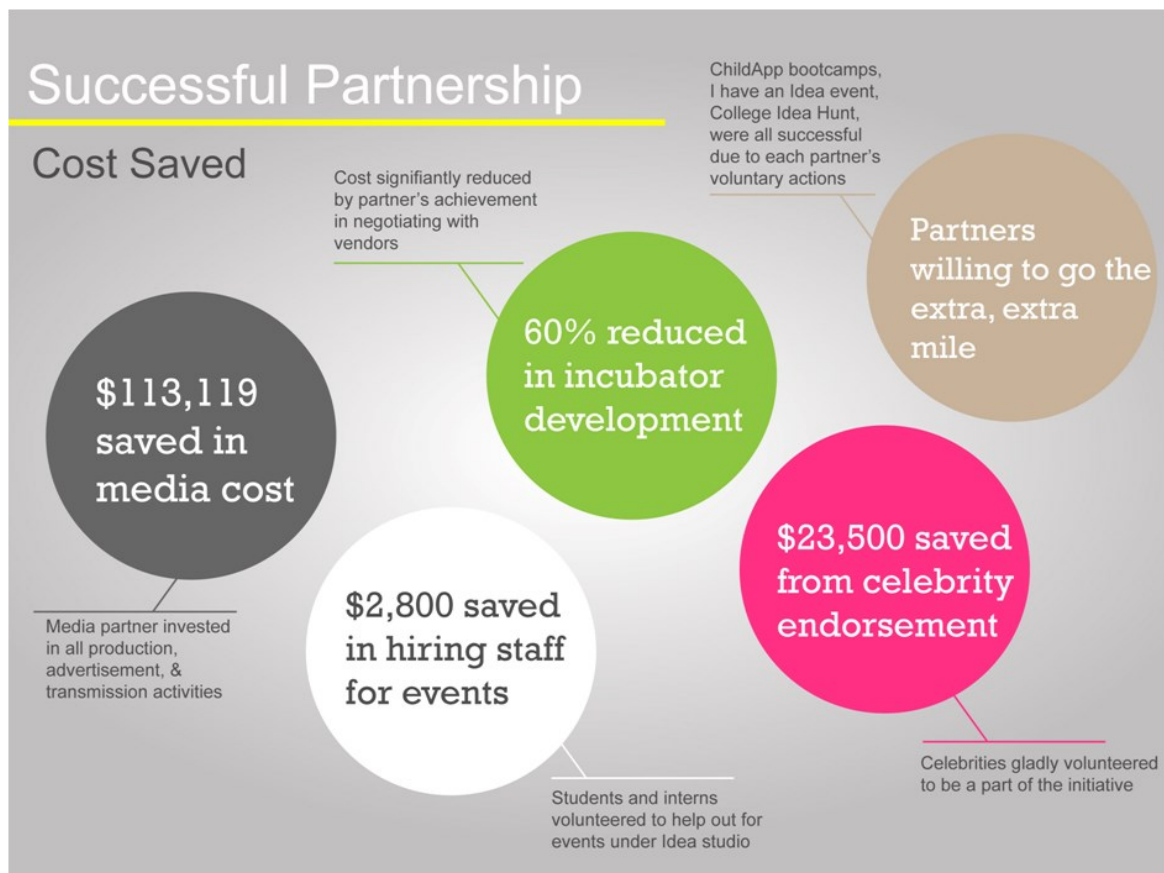 Successful Partnership
Cost Saved
ChildApp bootcamps,
I have an Idea event,
College Idea Hunt,
were all successful
due to each partner's
voluntary actions
Partners
willing to go the
extra, extra
mile
Cost signifiantly reduced
by partner's achievement
in negotiating with
vendors
60% reduced
in incubator
development
$113,119
saved in
media cost
Media partner invested
in all production,
advertisement, &
transmission activities
$2,800 saved
in hiring staff
for events
Students and interns
volunteered to help out for
events under Idea studio
$23,500 saved
from celebrity
endorsement
Celebrities gladly volunteered
to be a part of the initiative